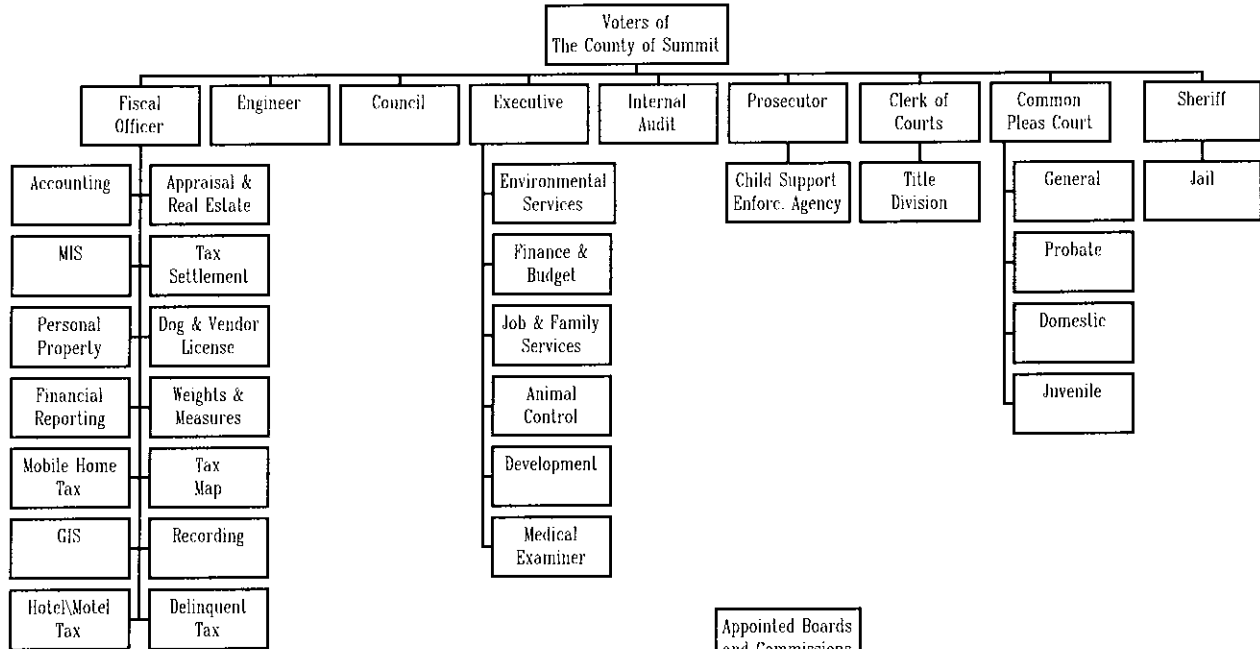 Voters of
The County of Summit
Fiscal
Officer
Engineer
Council
Executive
Internal
Audit
Prosecutor
Clerk of
Courts
Common
Pleas Court
Sheriff
Accounting
Appraisal &
Real Estate
MIS
Tax
Settlement
Personal
Property
Dog & Vendor
License
Financial
Reporting
Weights &
Measures
Mobile Home
Tax
Tax
Map
GIS
Recording
Hotel\Motel
Tax
Delinquent
Tax
Environmental
Services
Finance &
Budget
Job & Family
Services
Animal
Control
Development
Medical
Examiner
Child Support
Enforc. Agency
Title
Division
General
Probate
Domestic
Juvenile
Jail
Appointed Boards
and Commissions